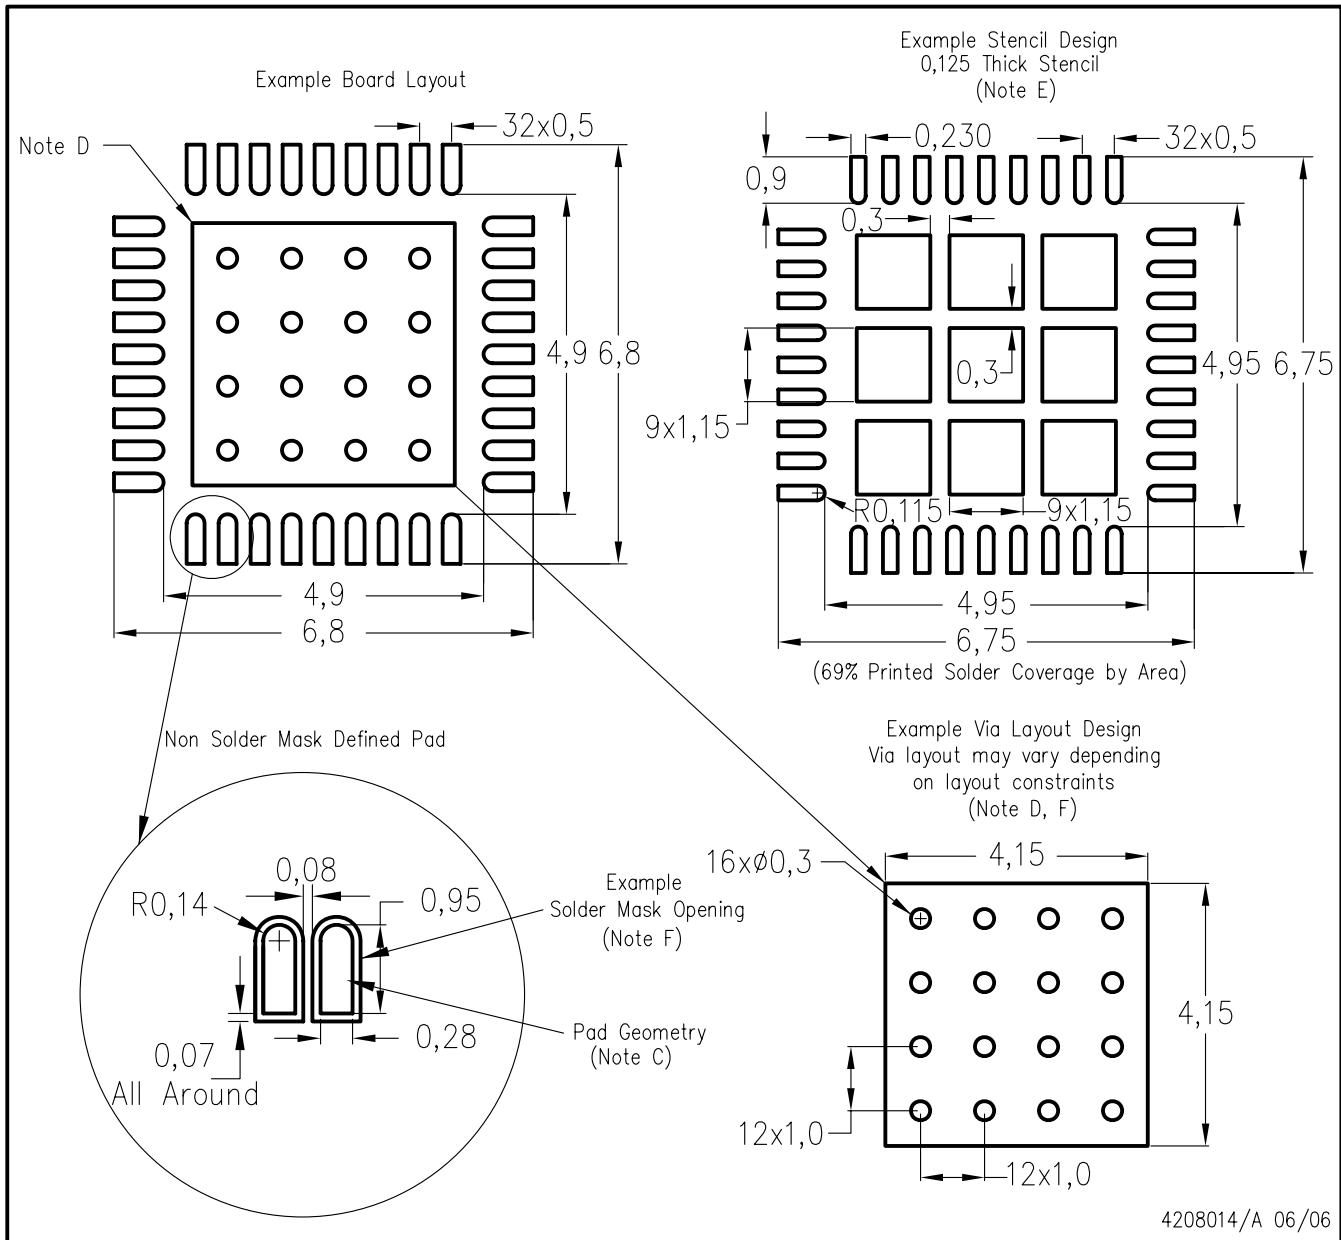 Example Board Layout
Note D
32x0,5
4,9
6,8
4,9
6,8
Example Stencil Design
0,125 Thick Stencil
(Note E)
0,230
32x0,5
0,9
0,3
0,3
9x1,15
4,95
6,75
R0,115
9x1,15
4,95
6,75
(69% Printed Solder Coverage by Area)
Non Solder Mask Defined Pad
0,08
R0,14
0,95
Example
Solder Mask Opening
(Note F)
0,07
All Around
0,28
Pad Geometry
(Note C)
Example Via Layout Design
Via layout may vary depending
on layout constraints
(Note D, F)
16xø0,3
4,15
4,15
12x1,0
12x1,0
4208014/A 06/06